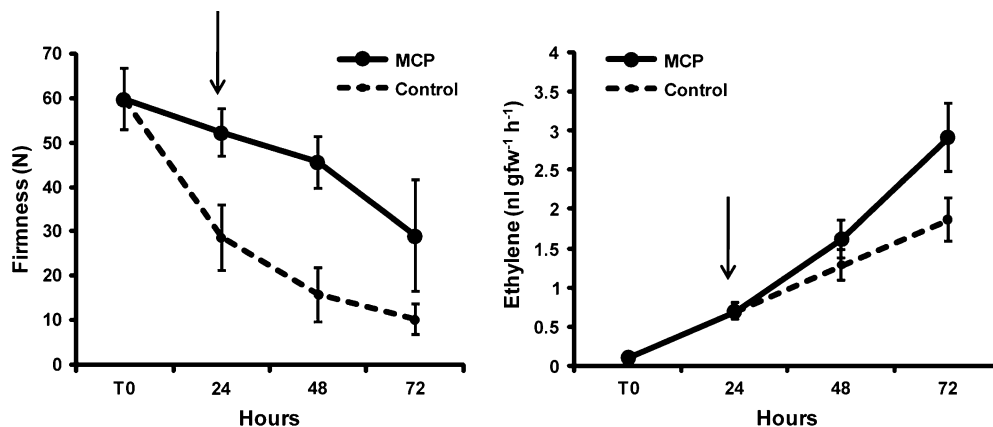 70
60
50
40
30
20
10
0
Firmness (N)
MCP
Control
T0 24 48 72
Hours
4
3.5
3
2.5
2
1.5
1
0.5
0
Ethylene (nl gfw⁻¹ h⁻¹)
MCP
Control
T0 24 48 72
Hours